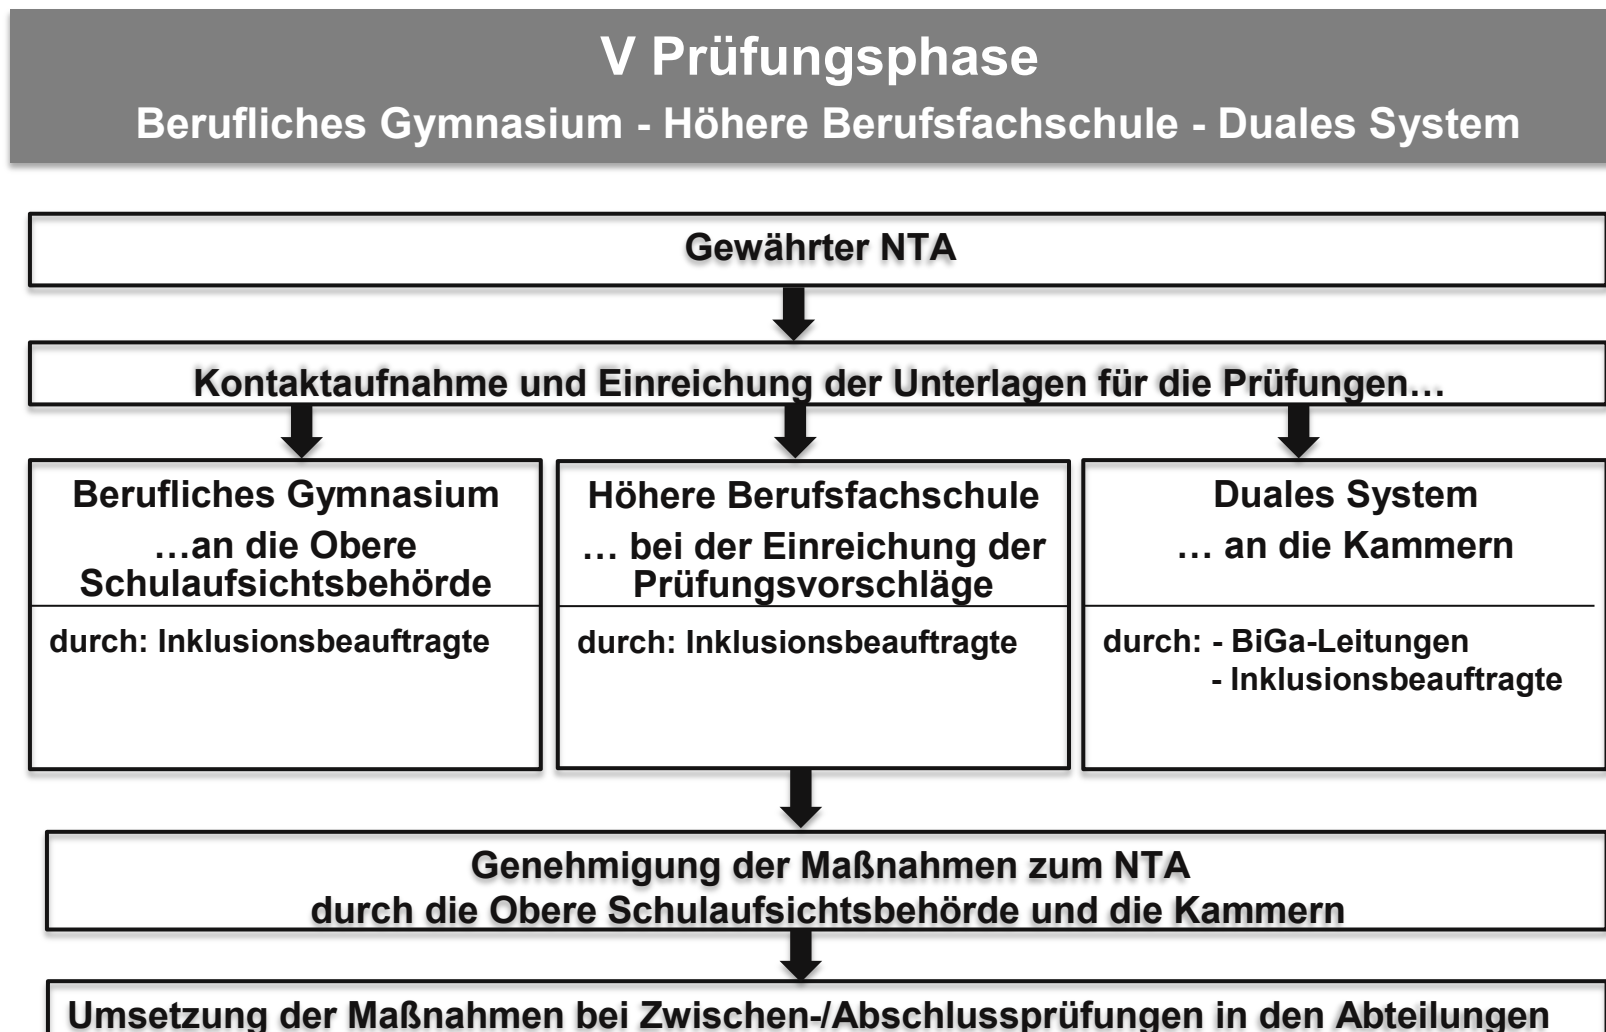 V Prüfungsphase
Berufliches Gymnasium - Höhere Berufsfachschule - Duales System
Gewährter NTA
Kontaktaufnahme und Einreichung der Unterlagen für die Prüfungen…
Berufliches Gymnasium
…an die Obere
Schulaufsichtsbehörde
durch: Inklusionsbeauftragte
Höhere Berufsfachschule
… bei der Einreichung der
Prüfungsvorschläge
durch: Inklusionsbeauftragte
Duales System
… an die Kammern
durch: - BiGa-Leitungen
- Inklusionsbeauftragte
Genehmigung der Maßnahmen zum NTA
durch die Obere Schulaufsichtsbehörde und die Kammern
Umsetzung der Maßnahmen bei Zwischen-/Abschlussprüfungen in den Abteilungen